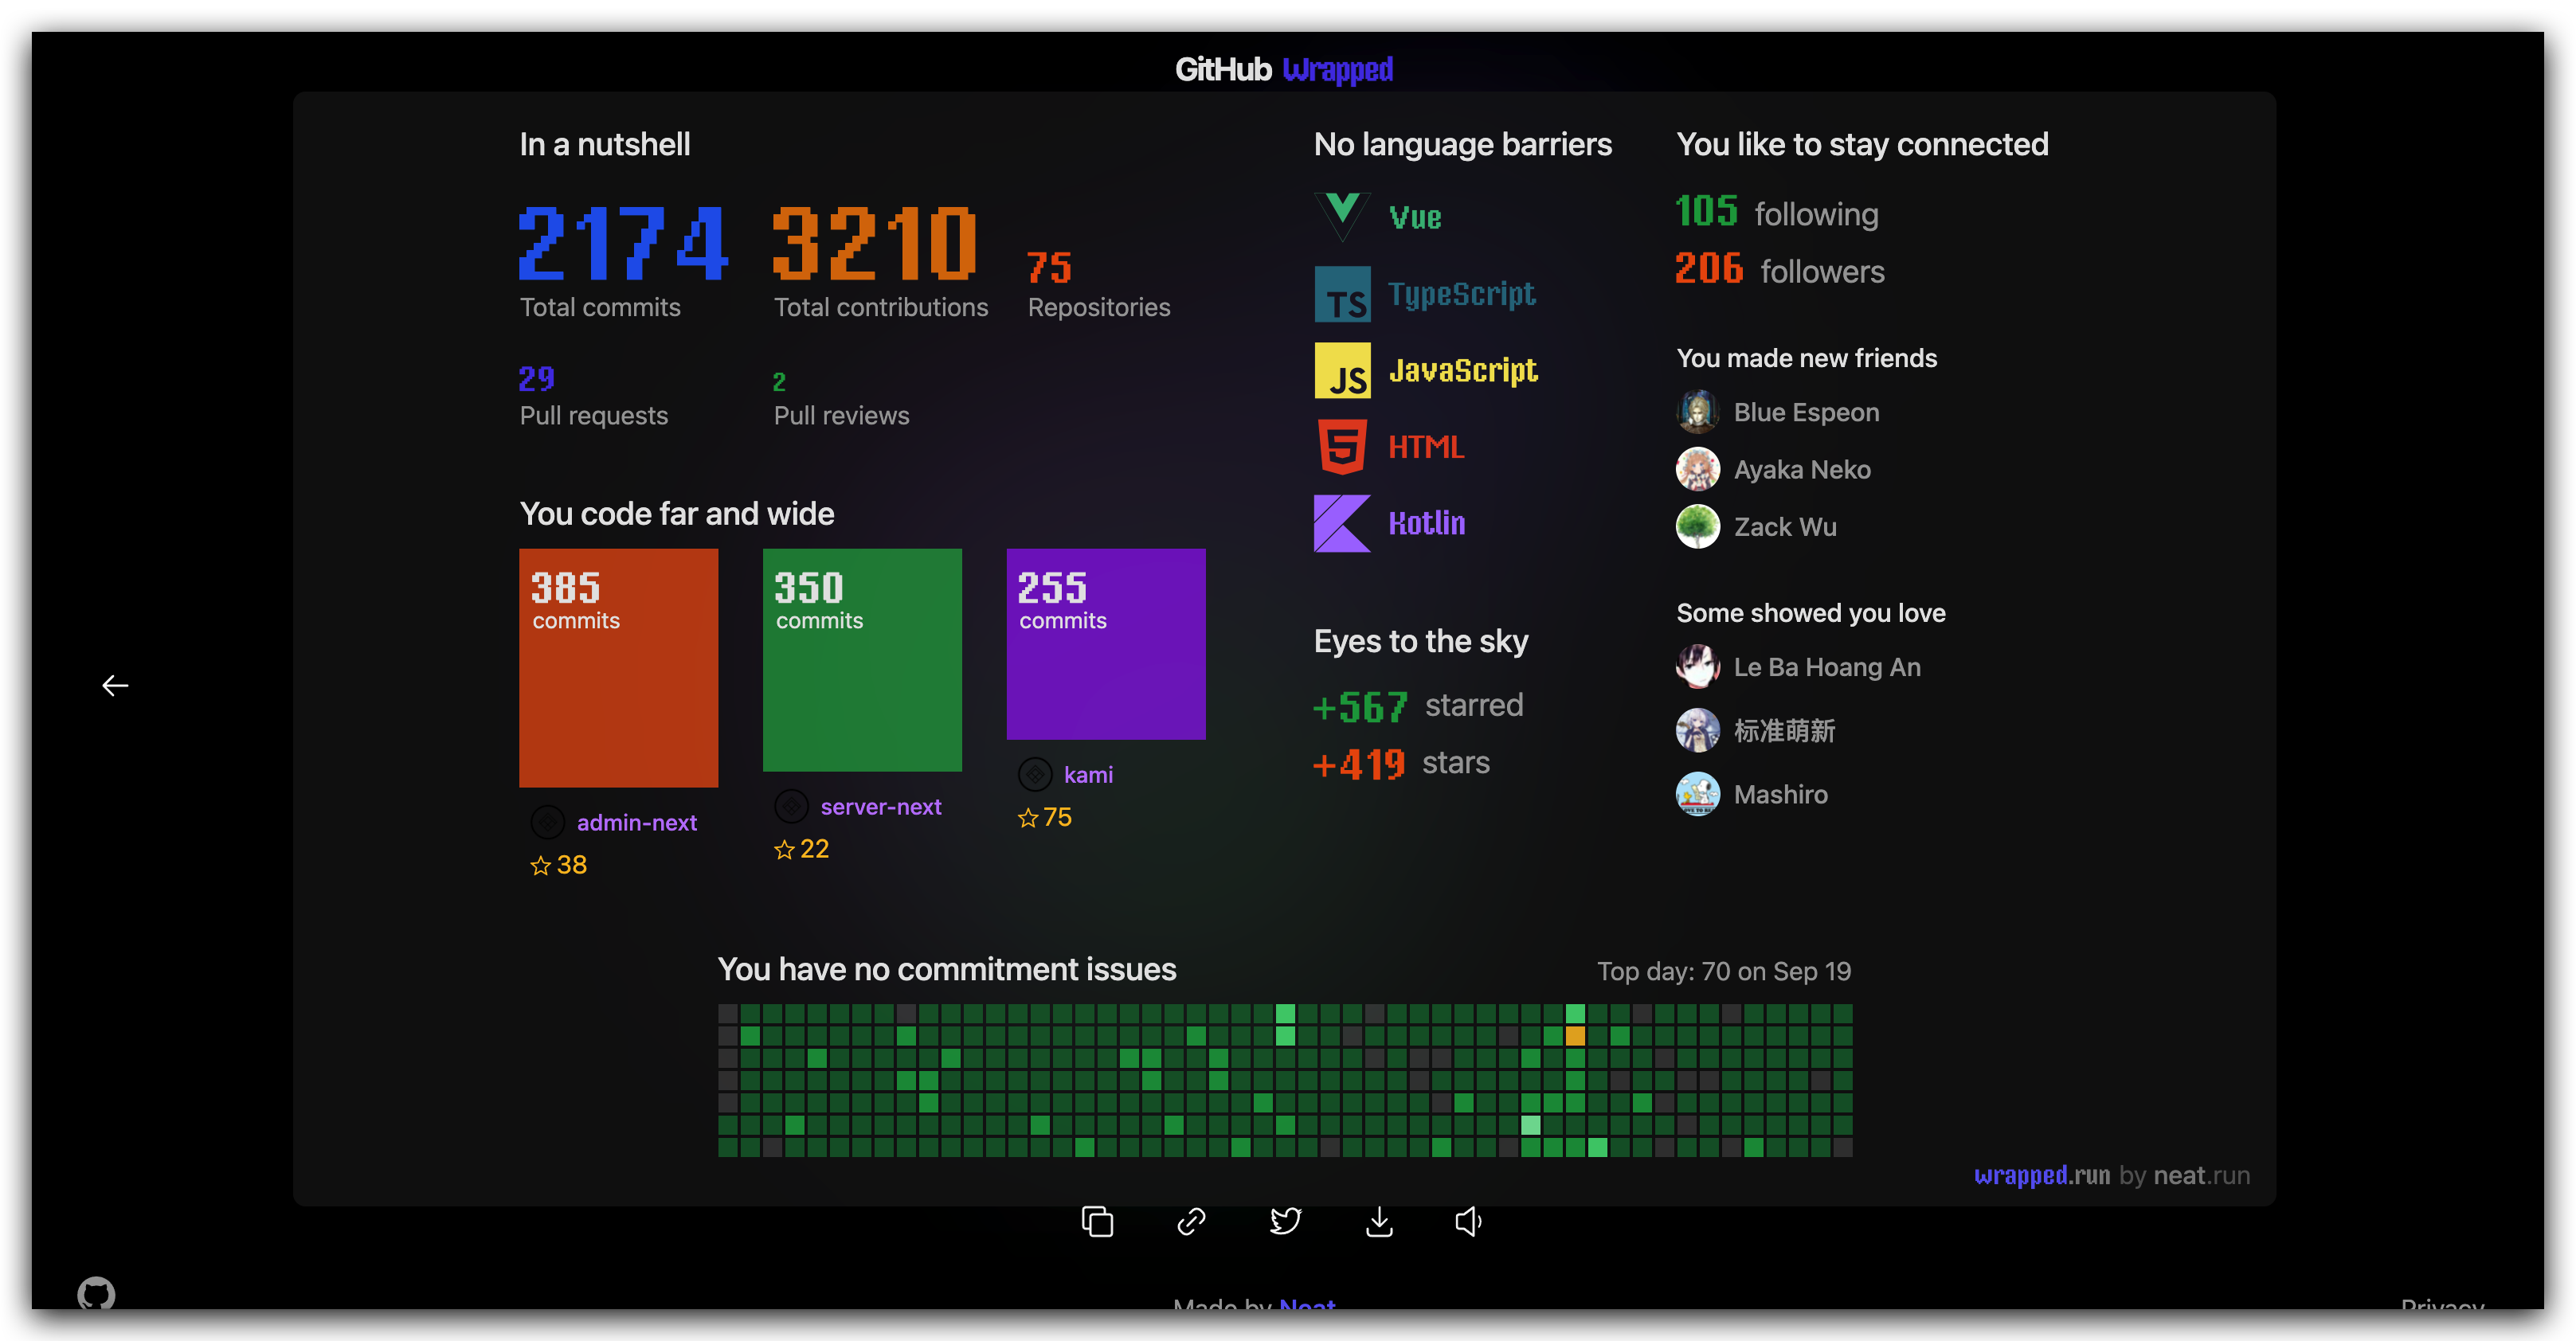 GitHub Wrapped
In a nutshell
2174
Total commits
3210
Total contributions
75
Repositories
29
Pull requests
2
Pull reviews
You code far and wide
385
commits
admin-next
38
350
commits
server-next
22
255
commits
kami
75
No language barriers
Vue
TS TypeScript
JS JavaScript
5 HTML
Kotlin
Eyes to the sky
+567 starred
+419 stars
You like to stay connected
105 following
206 followers
You made new friends
Blue Espeon
Ayaka Neko
Zack Wu
Some showed you love
Le Ba Hoang An
标准萌新
Mashiro
You have no commitment issues
Top day: 70 on Sep 19
wrapped.run by neat.run
Made by Neat
Privacy